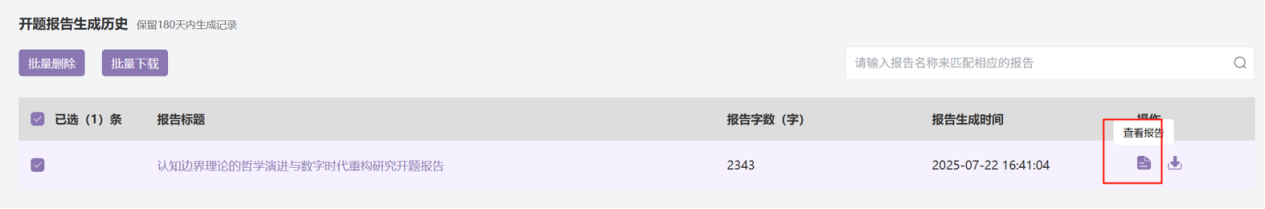 开题报告生成历史 保留180天内生成记录
批量删除 批量下载
请输入报告名称来匹配相应的报告
已选（1）条 报告标题 报告字数（字） 报告生成时间 操作
查看报告
认知边界理论的哲学演进与数字时代重构研究开题报告 2343 2025-07-22 16:41:04